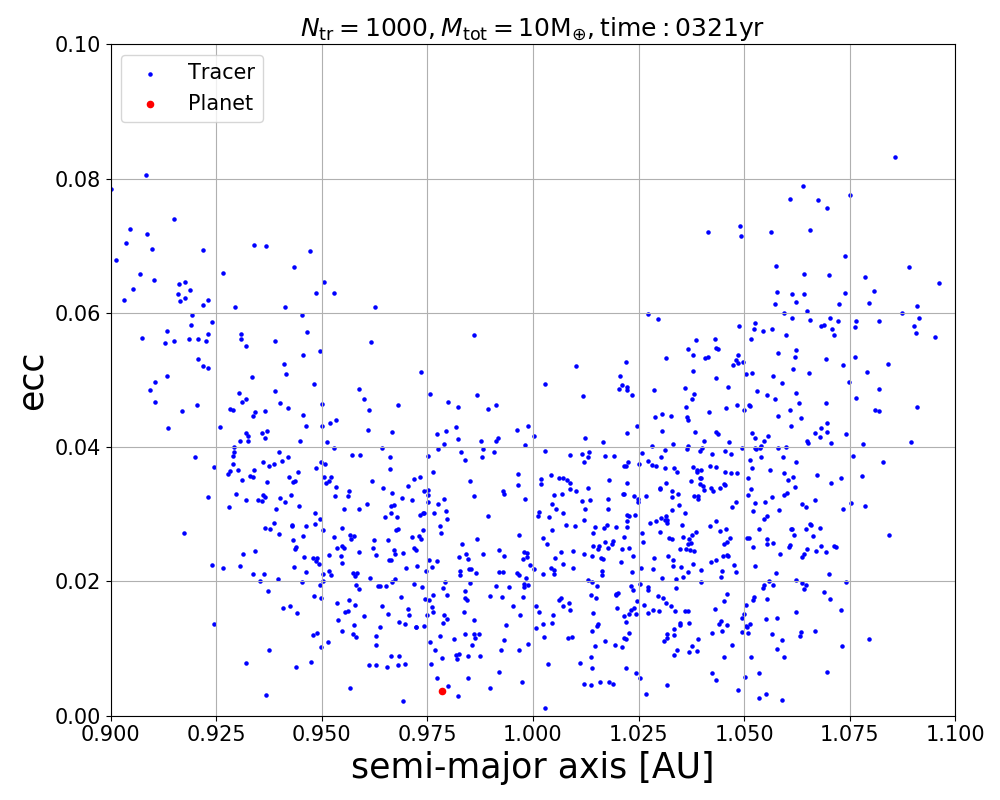 N_tr = 1000, M_tot = 10M_⊕, time : 0321yr
Tracer
Planet
0.10
0.08
0.06
0.04
0.02
0.00
ecc
0.900 0.925 0.950 0.975 1.000 1.025 1.050 1.075 1.100
semi-major axis [AU]